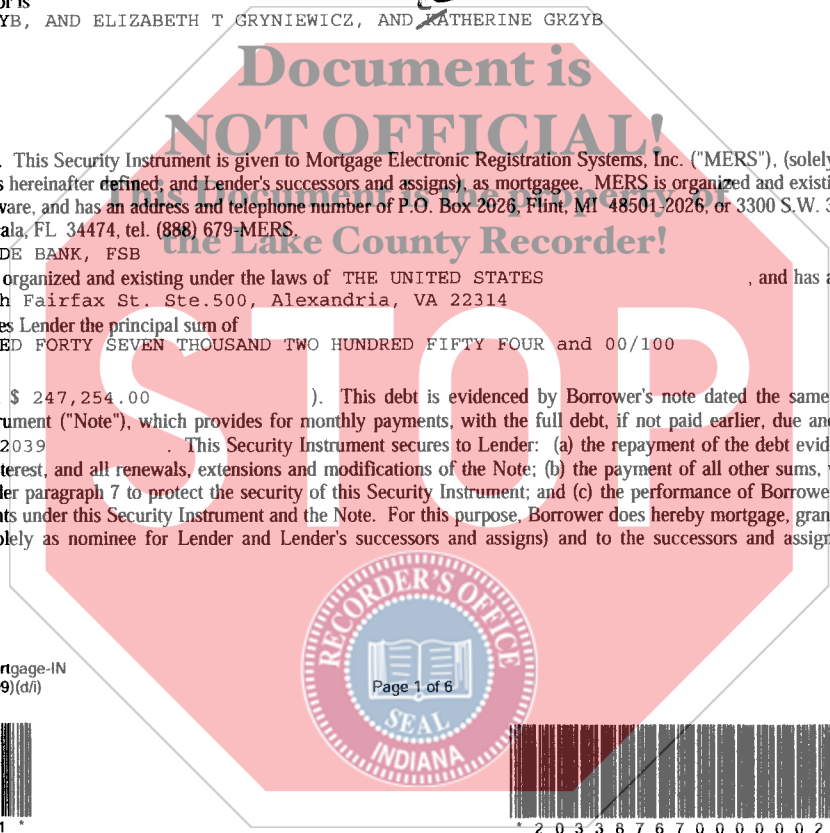 or is
YB, AND ELIZABETH T GRYNIEWICZ, AND KATHERINE GRZYB
Document is
NOT OFFICIAL!
. This Security Instrument is given to Mortgage Electronic Registration Systems, Inc. ("MERS"), (solely
s hereinafter defined, and Lender's successors and assigns), as mortgagee. MERS is organized and existi
This Document is the property of
ware, and has an address and telephone number of P.O. Box 2026, Flint, MI 48501-2026, or 3300 S.W. 3
ala, FL 34474, tel. (888) 679-MERS.
the Lake County Recorder!
DE BANK, FSB
organized and existing under the laws of THE UNITED STATES , and has a
h Fairfax St. Ste.500, Alexandria, VA 22314
es Lender the principal sum of
ED FORTY SEVEN THOUSAND TWO HUNDRED FIFTY FOUR and 00/100
STOP
$ 247,254.00 ). This debt is evidenced by Borrower's note dated the same
rument ("Note"), which provides for monthly payments, with the full debt, if not paid earlier, due and
2039 . This Security Instrument secures to Lender: (a) the repayment of the debt evid
terest, and all renewals, extensions and modifications of the Note; (b) the payment of all other sums,
ler paragraph 7 to protect the security of this Security Instrument; and (c) the performance of Borrowe
nts under this Security Instrument and the Note. For this purpose, Borrower does hereby mortgage, gran
olely as nominee for Lender and Lender's successors and assigns) and to the successors and assign
RECORDER'S OFFICE
SEAL
INDIANA
rtgage-IN
9)(d/i)
Page 1 of 6
1 *
* 2 0 3 3 8 7 6 7 0 0 0 0 0 0 2